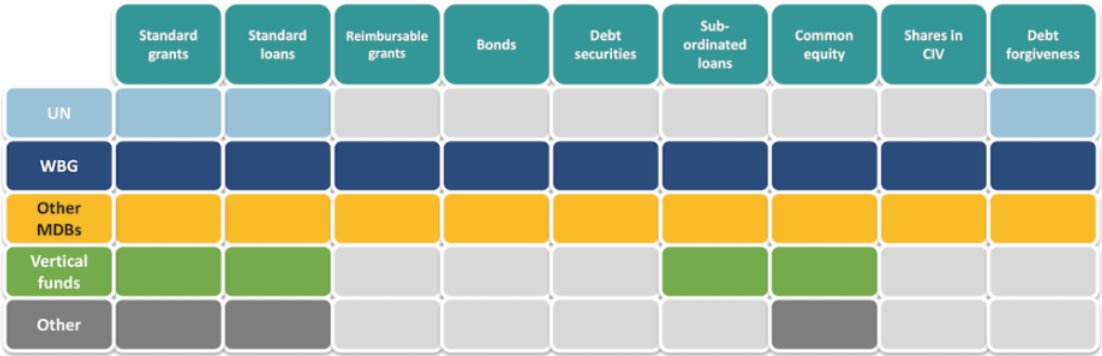 Standard
grants
Standard
loans
Reimbursable
grants
Bonds
Debt
securities
Sub-
ordinated
loans
Common
equity
Shares in
CIV
Debt
forgiveness
UN
WBG
Other
MDBs
Vertical
funds
Other